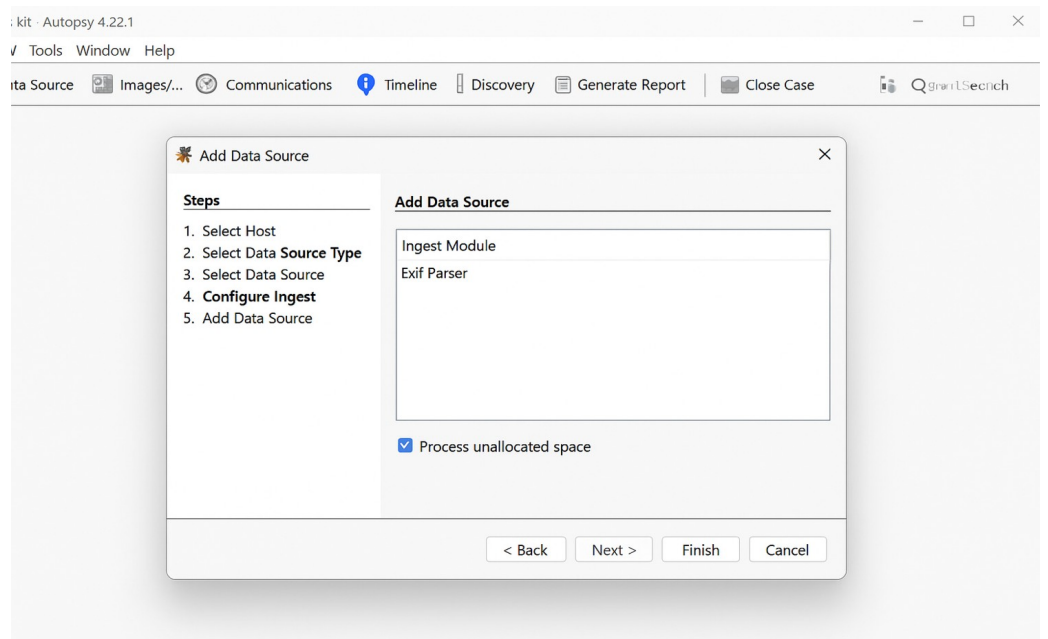 kit - Autopsy 4.22.1
Tools Window Help
ta Source Images/... Communications Timeline Discovery Generate Report Close Case
Add Data Source
Steps
1. Select Host
2. Select Data Source Type
3. Select Data Source
4. Configure Ingest
5. Add Data Source
Add Data Source
Ingest Module
Exif Parser
Process unallocated space
< Back Next > Finish Cancel